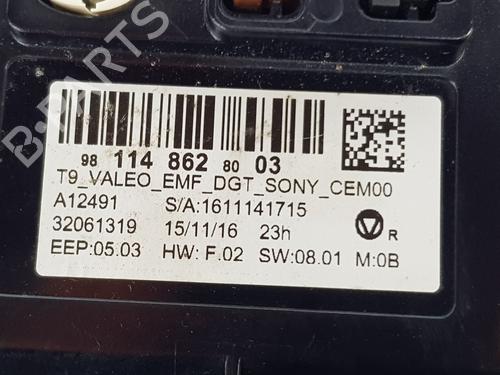 B-PARTS
98 114 862 80 03
T9_VALEO_EMF_DGT_SONY_CEM00
A12491 S/A:1611141715
32061319 15/11/16 23h
V R
EEP:05.03 HW: F.02 SW:08.01 M:0B